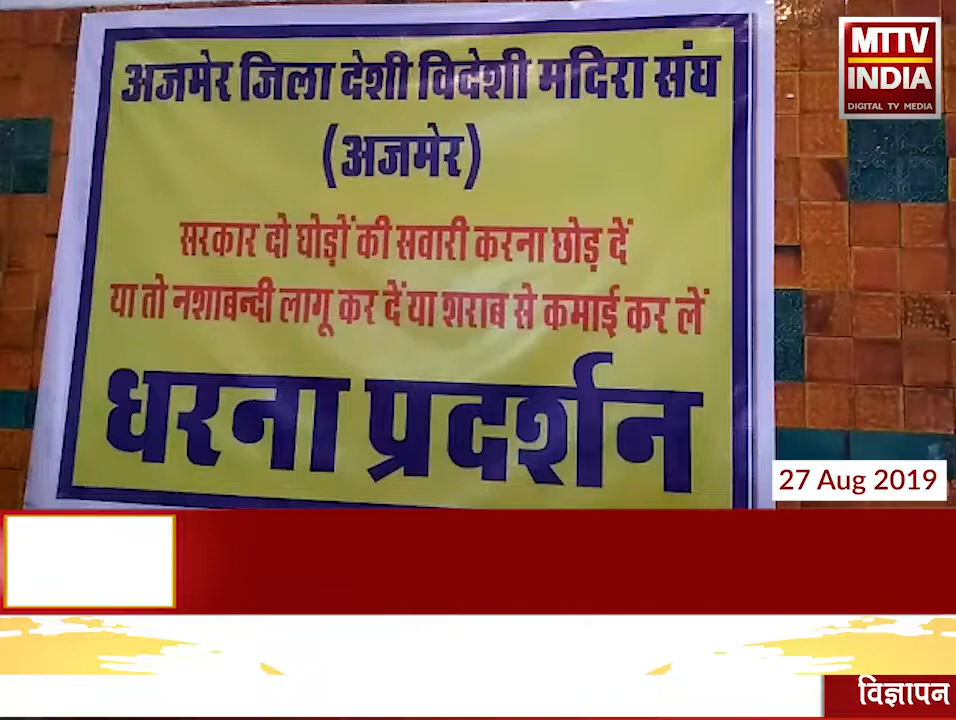 अजमेर जिला देशी विदेशी मदिरा संघ
(अजमेर)
सरकार दो घोड़ों की सवारी करना छोड़ दें
या तो नशाबन्दी लागू कर दें या शराब से कमाई कर लें
धरना प्रदर्शन
MTTV
INDIA
DIGITAL TV MEDIA
27 Aug 2019
विज्ञापन